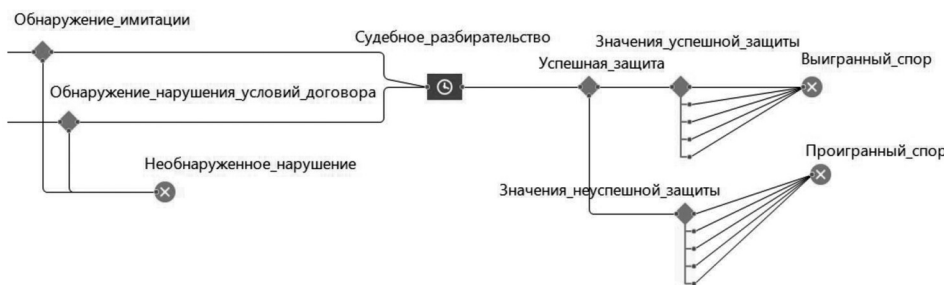 Обнаружение_имитации
Судебное_разбирательство
Значения_успешной_защиты
Успешная_защита
Выигранный_спор
Обнаружение_нарушения_условий_договора
Необнаруженное_нарушение
Проигранный_спор
Значения_неуспешной_защиты